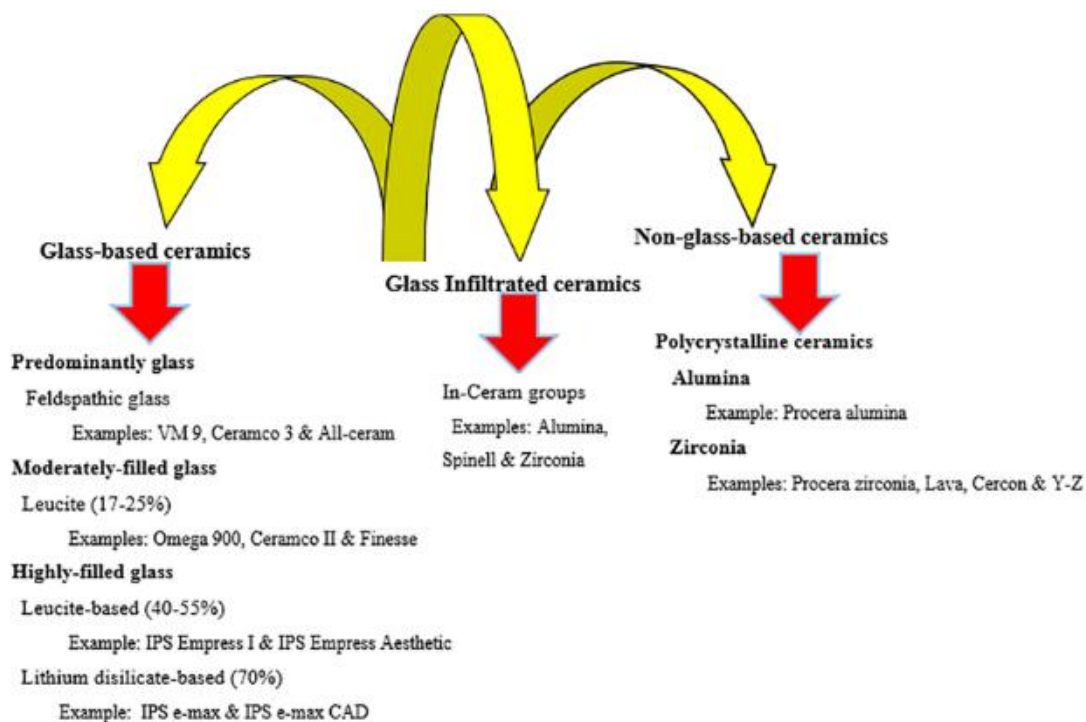 Glass-based ceramics
Predominantly glass
Feldspathic glass
Examples: VM 9, Ceramco 3 & All-ceram
Moderately-filled glass
Leucite (17-25%)
Examples: Omega 900, Ceramco II & Finesse
Highly-filled glass
Leucite-based (40-55%)
Example: IPS Empress I & IPS Empress Aesthetic
Lithium disilicate-based (70%)
Example: IPS e-max & IPS e-max CAD
Glass Infiltrated ceramics
In-Ceram groups
Examples: Alumina,
Spinell & Zirconia
Non-glass-based ceramics
Polycrystalline ceramics
Alumina
Example: Procera alumina
Zirconia
Examples: Procera zirconia, Lava, Cercon & Y-Z